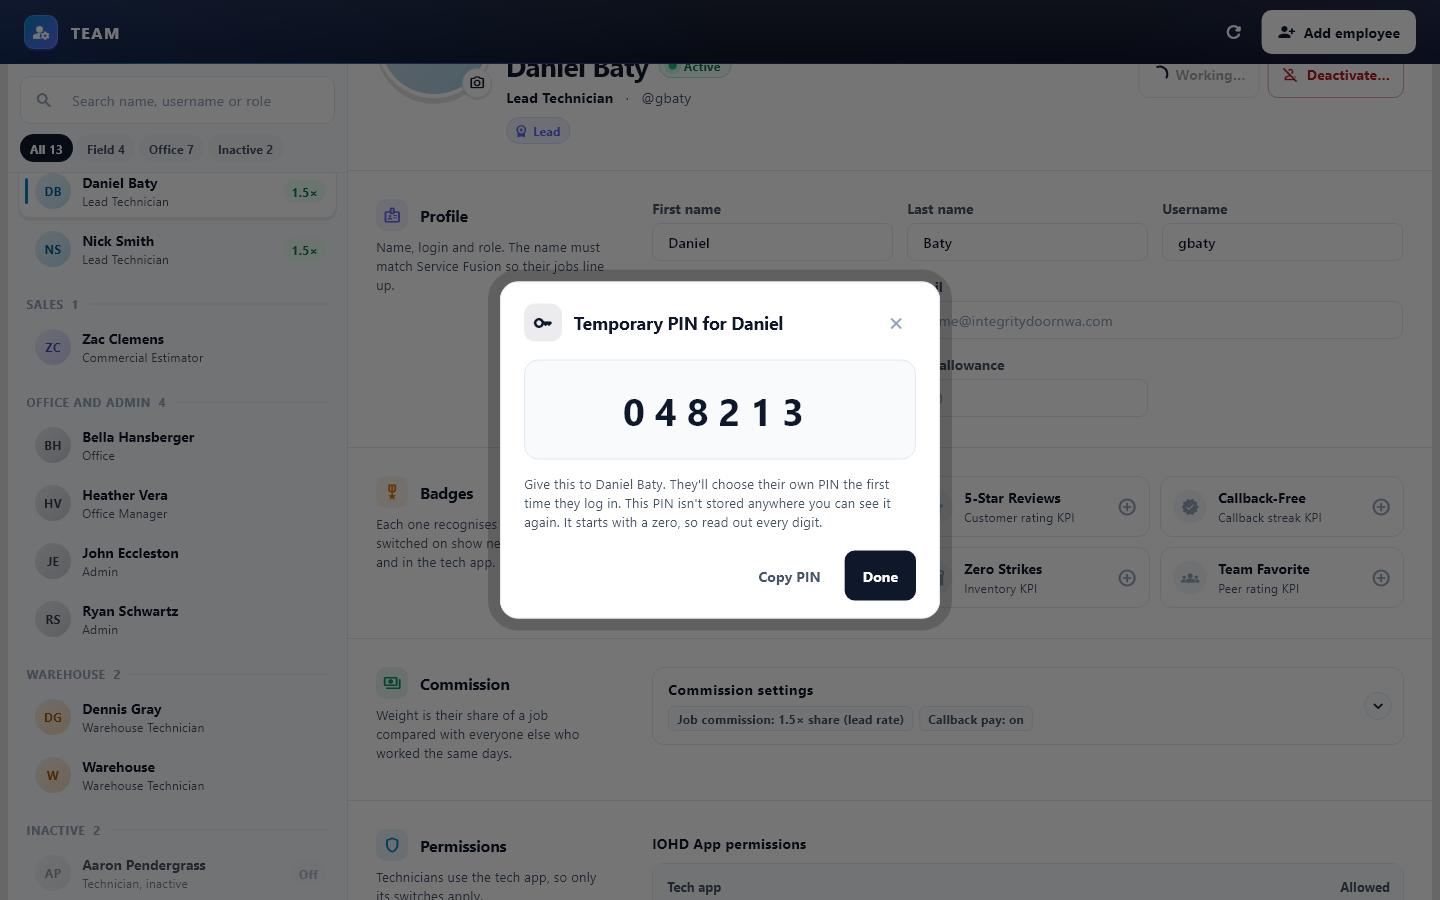 TEAM
Add employee
Search name, username or role
All 13
Field 4
Office 7
Inactive 2
DB
Daniel Baty
Lead Technician
1.5×
NS
Nick Smith
Lead Technician
1.5×
SALES 1
ZC
Zac Clemens
Commercial Estimator
OFFICE AND ADMIN 4
BH
Bella Hansberger
Office
HV
Heather Vera
Office Manager
JE
John Eccleston
Admin
RS
Ryan Schwartz
Admin
WAREHOUSE 2
DG
Dennis Gray
Warehouse Technician
W
Warehouse
Warehouse Technician
INACTIVE 2
AP
Aaron Pendergrass
Technician, inactive
Off
Daniel Baty
Active
Working...
Deactivate...
Lead Technician · @gbaty
Lead
Profile
Name, login and role. The name must
match Service Fusion so their jobs line
up.
First name
Daniel
Last name
Baty
Username
gbaty
me@integritydoornwa.com
allowance
Temporary PIN for Daniel
048213
Give this to Daniel Baty. They'll choose their own PIN the first
time they log in. This PIN isn't stored anywhere you can see it
again. It starts with a zero, so read out every digit.
Copy PIN
Done
Badges
Each one recognises
switched on show
and in the tech app.
5-Star Reviews
Customer rating KPI
Callback-Free
Callback streak KPI
Zero Strikes
Inventory KPI
Team Favorite
Peer rating KPI
Commission
Weight is their share of a job
compared with everyone else who
worked the same days.
Commission settings
Job commission: 1.5× share (lead rate)
Callback pay: on
Permissions
Technicians use the tech app, so only
its switches apply.
IOHD App permissions
Tech app
Allowed